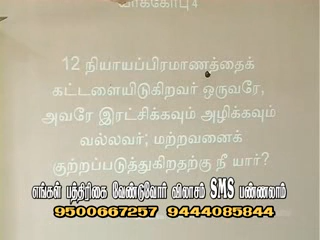 யாக்கோபு 4
12 நியாயப்பிரமாணத்தைக்
கட்டளையிடுகிறவர் ஒருவரே,
அவரே இரட்சிக்கவும் அழிக்கவும்
வல்லவர்; மற்றவனைக்
குற்றப்படுத்துகிறதற்கு நீ யார்?
எங்கள் பத்திரிகை வேண்டுவோர் விலாசம் SMS பண்ணலாம்
9500667257 9444085844